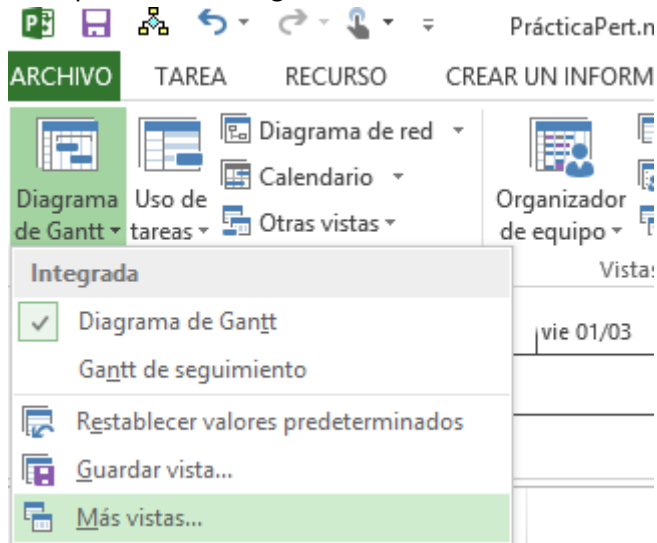 PrácticaPert.n
ARCHIVO TAREA RECURSO CREAR UN INFORM
Diagrama de Gantt
Uso de tareas
Diagrama de red
Calendario
Otras vistas
Organizador de equipo
Vistas
Integrada
Diagrama de Gantt
vie 01/03
Gantt de seguimiento
Restablecer valores predeterminados
Guardar vista...
Más vistas...